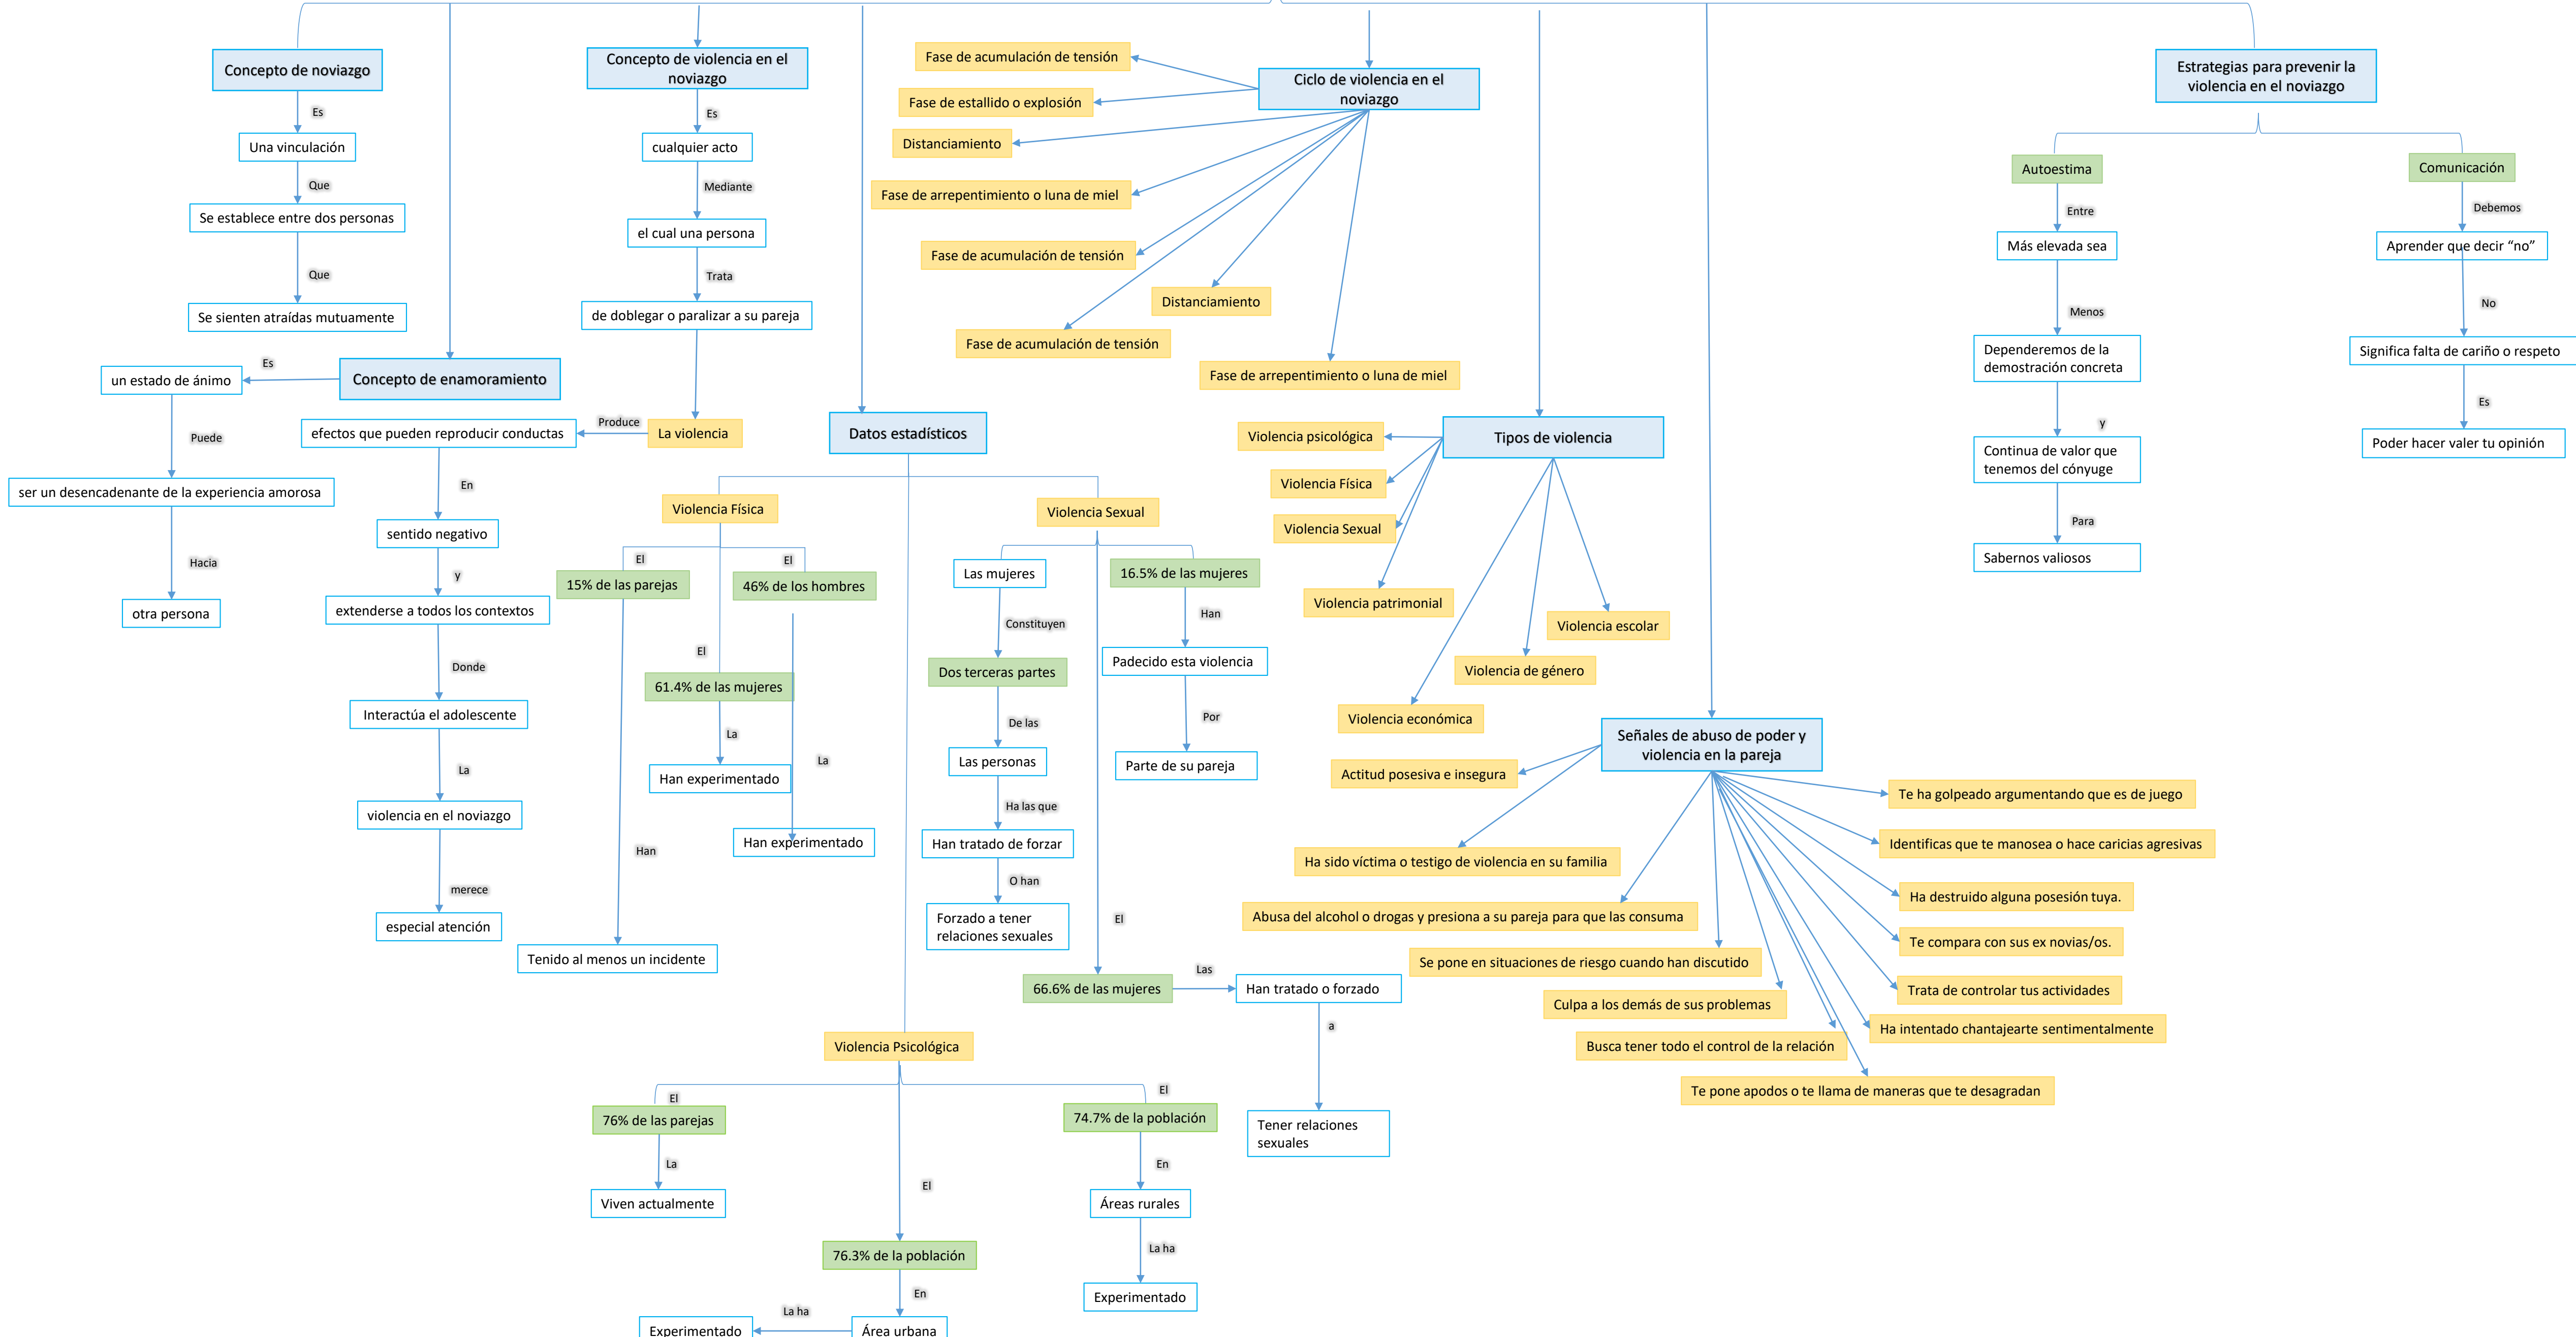 Concepto de noviazgo
Es
Una vinculación
Que
Se establece entre dos personas
Que
Se sienten atraídas mutuamente
Concepto de enamoramiento
Es
un estado de ánimo
Puede
ser un desencadenante de la experiencia amorosa
Hacia
otra persona
Concepto de violencia en el
noviazgo
Es
cualquier acto
Mediante
el cual una persona
Trata
de doblegar o paralizar a su pareja
La violencia
Produce
efectos que pueden reproducir conductas
En
sentido negativo
y
extenderse a todos los contextos
Donde
Interactúa el adolescente
La
violencia en el noviazgo
merece
especial atención
Datos estadísticos
Violencia Física
El
15% de las parejas
Han
Tenido al menos un incidente
El
61.4% de las mujeres
La
Han experimentado
El
46% de los hombres
La
Han experimentado
Violencia Sexual
Las mujeres
Constituyen
Dos terceras partes
De las
Las personas
Ha las que
Han tratado de forzar
O han
Forzado a tener
relaciones sexuales
El
66.6% de las mujeres
Las
Han tratado o forzado
a
Tener relaciones
sexuales
16.5% de las mujeres
Han
Padecido esta violencia
Por
Parte de su pareja
Violencia Psicológica
El
76% de las parejas
La
Viven actualmente
El
76.3% de la población
En
Área urbana
La ha
Experimentado
El
74.7% de la población
En
Áreas rurales
La ha
Experimentado
Ciclo de violencia en el
noviazgo
Fase de acumulación de tensión
Fase de estallido o explosión
Distanciamiento
Fase de arrepentimiento o luna de miel
Fase de acumulación de tensión
Distanciamiento
Fase de acumulación de tensión
Fase de arrepentimiento o luna de miel
Tipos de violencia
Violencia psicológica
Violencia Física
Violencia Sexual
Violencia patrimonial
Violencia escolar
Violencia de género
Violencia económica
Señales de abuso de poder y
violencia en la pareja
Actitud posesiva e insegura
Ha sido víctima o testigo de violencia en su familia
Abusa del alcohol o drogas y presiona a su pareja para que las consuma
Se pone en situaciones de riesgo cuando han discutido
Culpa a los demás de sus problemas
Busca tener todo el control de la relación
Te pone apodos o te llama de maneras que te desagradan
Te ha golpeado argumentando que es de juego
Identificas que te manosea o hace caricias agresivas
Ha destruido alguna posesión tuya.
Te compara con sus ex novias/os.
Trata de controlar tus actividades
Ha intentado chantajearte sentimentalmente
Estrategias para prevenir la
violencia en el noviazgo
Autoestima
Entre
Más elevada sea
Menos
Dependeremos de la
demostración concreta
y
Continua de valor que
tenemos del cónyuge
Para
Sabernos valiosos
Comunicación
Debemos
Aprender que decir “no”
No
Significa falta de cariño o respeto
Es
Poder hacer valer tu opinión